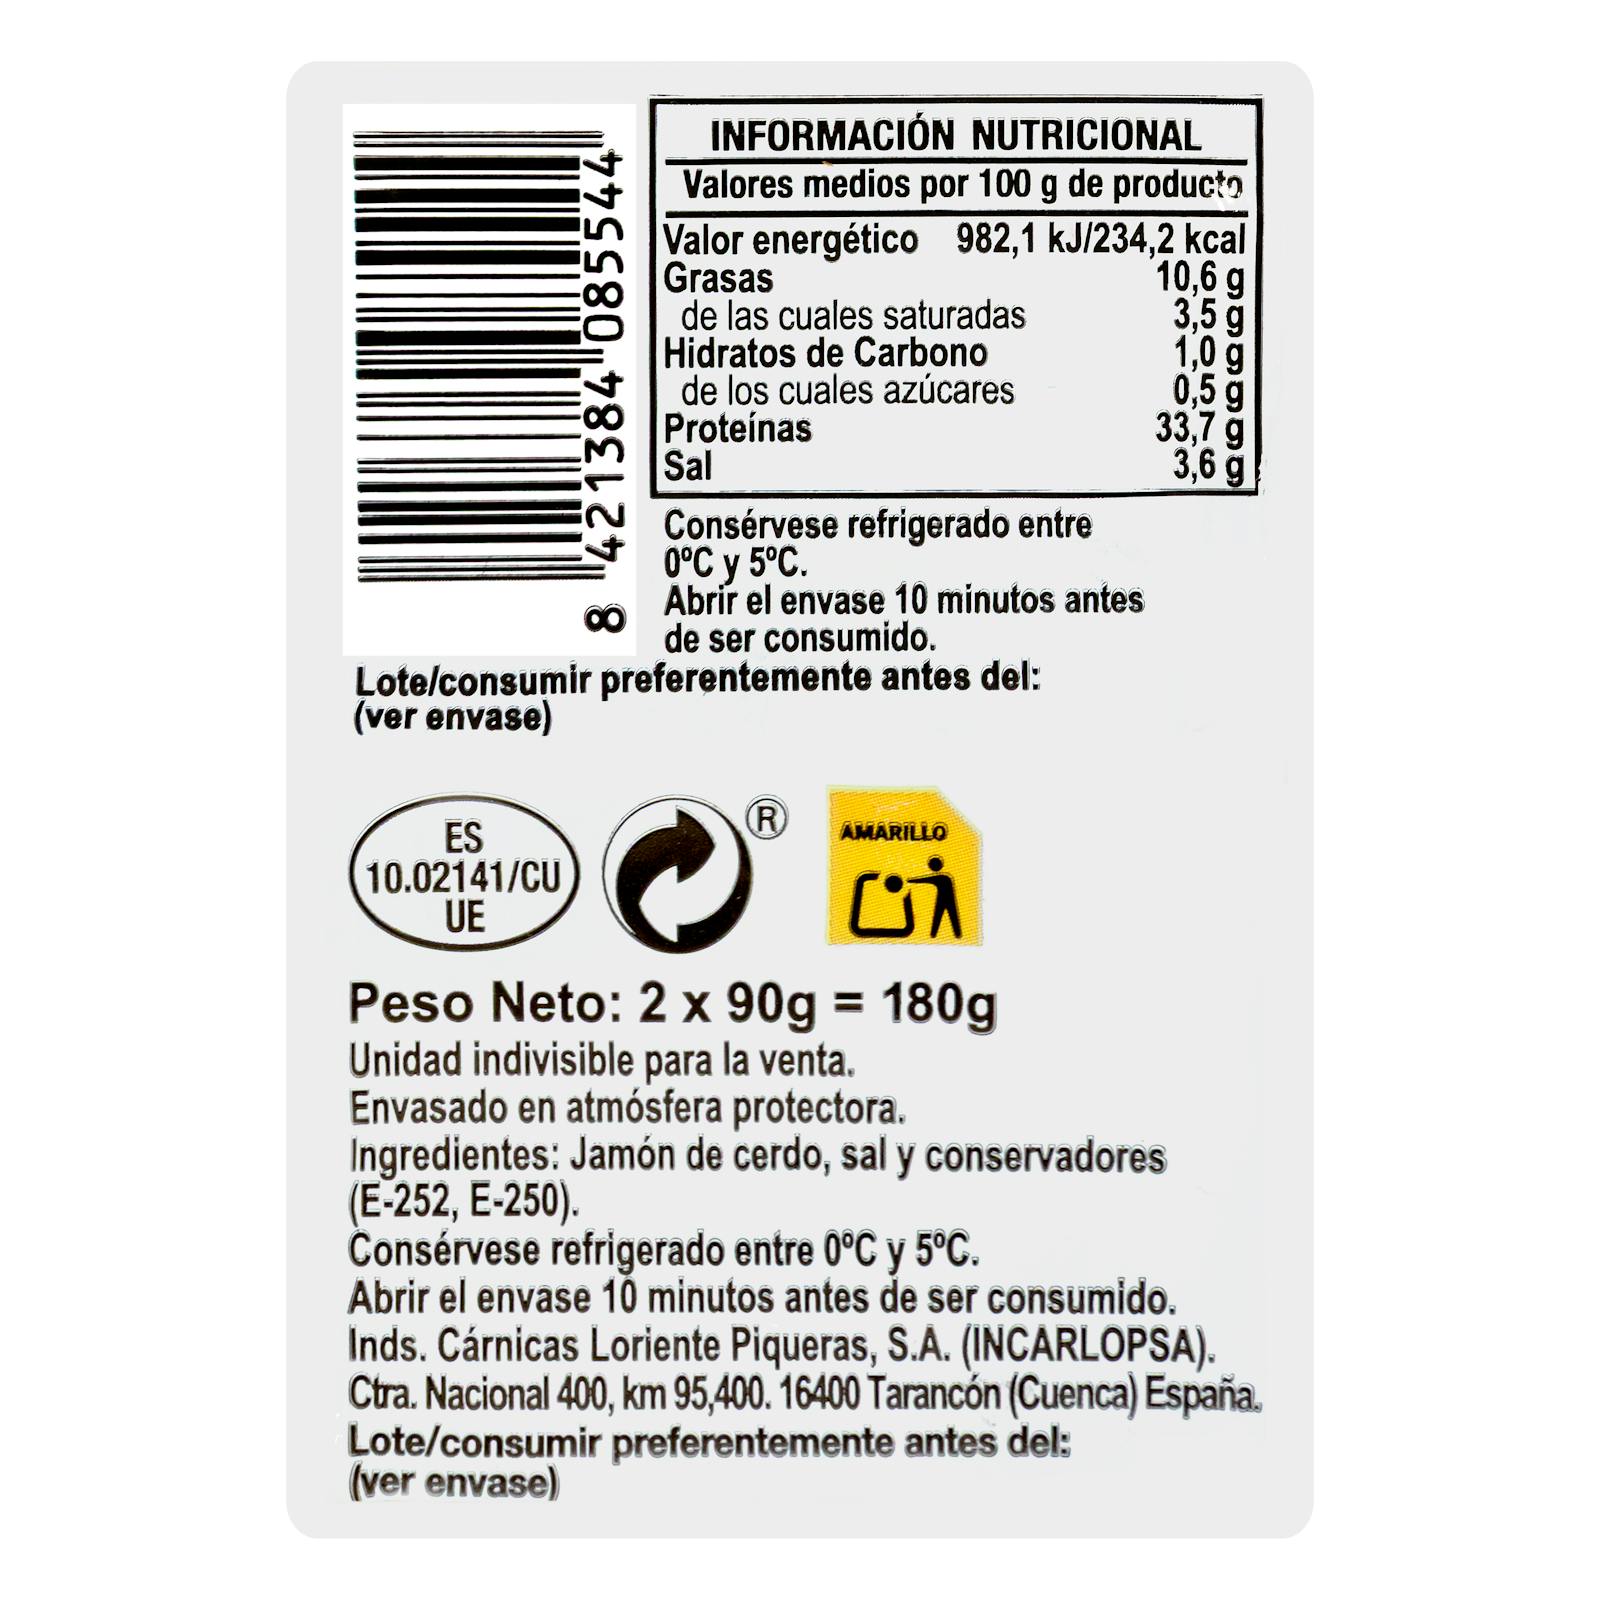 8 421384 085544
INFORMACIÓN NUTRICIONAL
Valores medios por 100 g de producto
Valor energético 982,1 kJ/234,2 kcal
Grasas 10,6 g
de las cuales saturadas 3,5 g
Hidratos de Carbono 1,0 g
de los cuales azúcares 0,5 g
Proteínas 33,7 g
Sal 3,6 g
Consérvese refrigerado entre
0ºC y 5ºC.
Abrir el envase 10 minutos antes
de ser consumido.
Lote/consumir preferentemente antes del:
(ver envase)
ES
10.02141/CU
UE
®
AMARILLO
Peso Neto: 2 x 90g = 180g
Unidad indivisible para la venta.
Envasado en atmósfera protectora.
Ingredientes: Jamón de cerdo, sal y conservadores
(E-252, E-250).
Consérvese refrigerado entre 0ºC y 5ºC.
Abrir el envase 10 minutos antes de ser consumido.
Inds. Cárnicas Loriente Piqueras, S.A. (INCARLOPSA).
Ctra. Nacional 400, km 95,400. 16400 Tarancón (Cuenca) España.
Lote/consumir preferentemente antes del:
(ver envase)